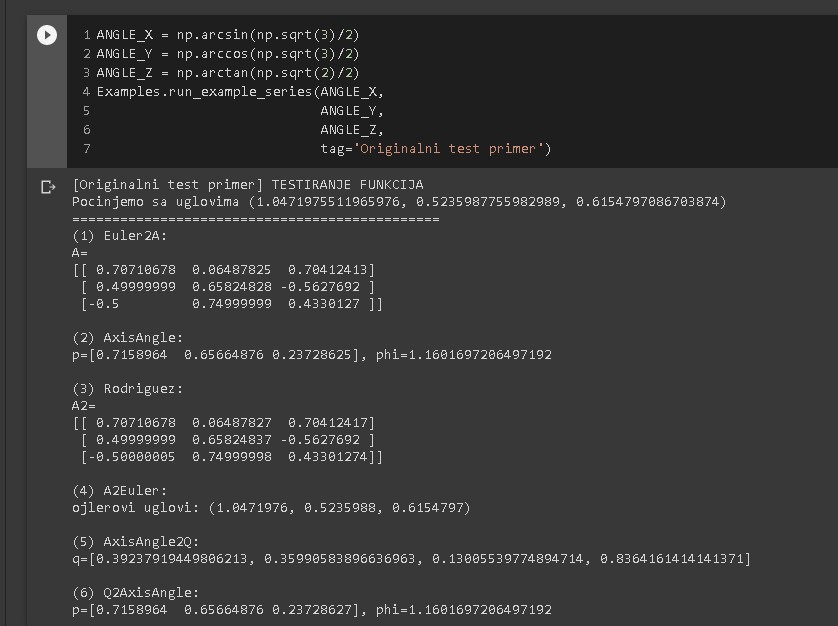 1 ANGLE_X = np.arcsin(np.sqrt(3)/2)
2 ANGLE_Y = np.arccos(np.sqrt(3)/2)
3 ANGLE_Z = np.arctan(np.sqrt(2)/2)
4 Examples.run_example_series(ANGLE_X,
5 ANGLE_Y,
6 ANGLE_Z,
7 tag='Originalni test primer')
[Originalni test primer] TESTIRANJE FUNKCIJA
Pocinjemo sa uglovima (1.0471975511965976, 0.5235987755982989, 0.6154797086703874)
==============================================
(1) Euler2A:
A=
[[ 0.70710678 0.06487825 0.70412413]
[ 0.49999999 0.65824828 -0.5627692 ]
[-0.5 0.74999999 0.4330127 ]]
(2) AxisAngle:
p=[0.7158964 0.65664876 0.23728625], phi=1.1601697206497192
(3) Rodriguez:
A2=
[[ 0.70710678 0.06487827 0.70412417]
[ 0.49999999 0.65824837 -0.5627692 ]
[-0.50000005 0.74999998 0.43301274]]
(4) A2Euler:
ojlerovi uglovi: (1.0471976, 0.5235988, 0.6154797)
(5) AxisAngle2Q:
q=[0.39237919449806213, 0.35990583896636963, 0.13005539774894714, 0.8364161414141371]
(6) Q2AxisAngle:
p=[0.7158964 0.65664876 0.23728627], phi=1.1601697206497192